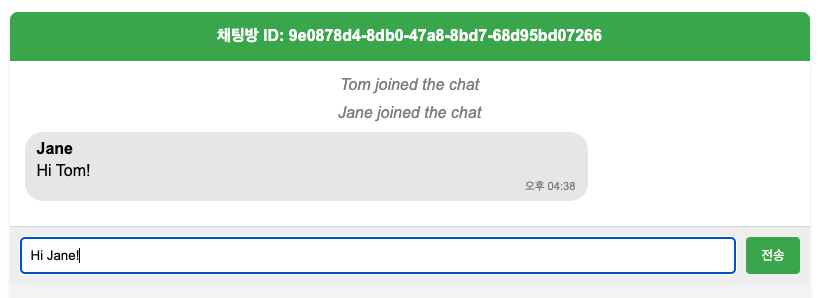 채팅방 ID: 9e0878d4-8db0-47a8-8bd7-68d95bd07266
Tom joined the chat
Jane joined the chat
Jane
Hi Tom!
오후 04:38
Hi Jane!
전송